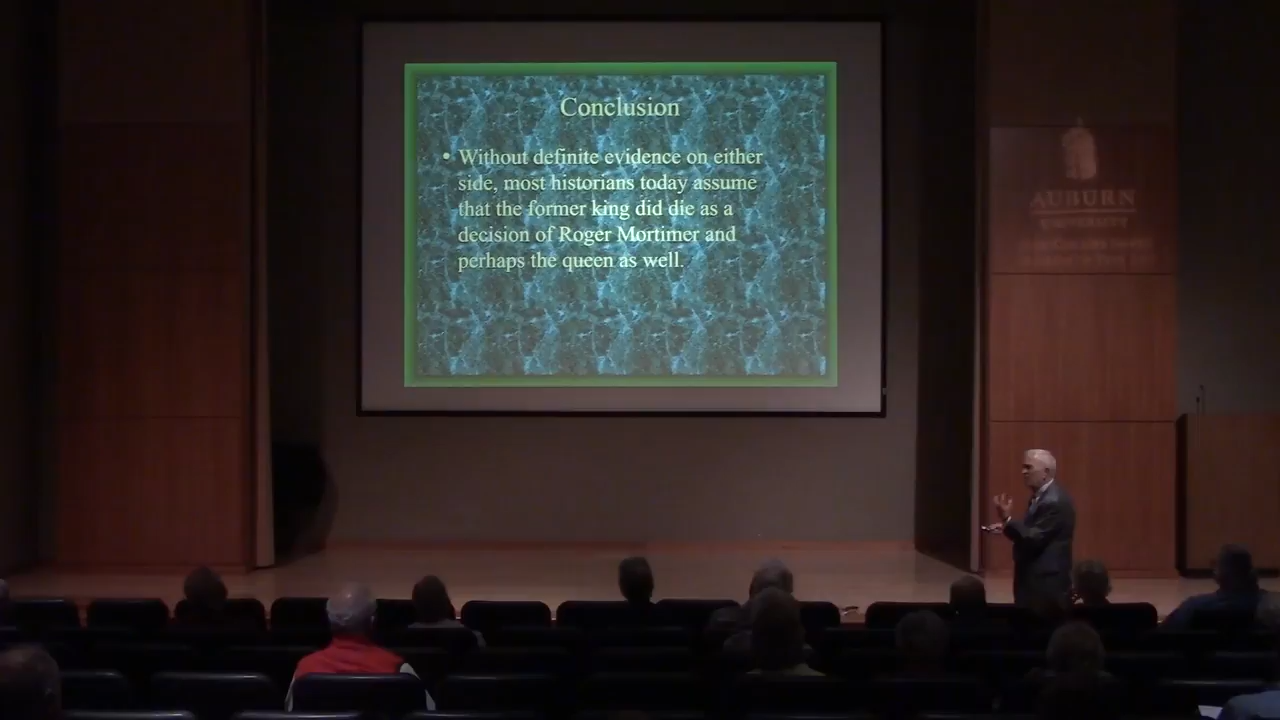 Conclusion
• Without definite evidence on either
side, most historians today assume
that the former king did die as a
decision of Roger Mortimer and
perhaps the queen as well.
AUBURN
UNIVERSITY